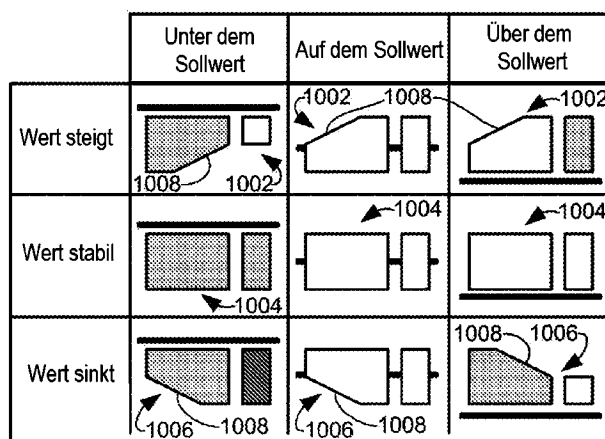 Unter dem
Sollwert
Auf dem Sollwert
Über dem
Sollwert
Wert steigt
1008
1002
1002
1008
1002
Wert stabil
1004
1004
1004
Wert sinkt
1006
1008
1006
1008
1008
1006